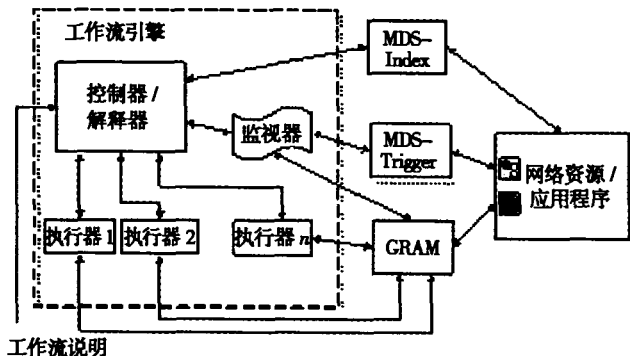 工作流引擎
控制器 /
解释器
监视器
执行器 1
执行器 2
执行器 n
MDS-
Index
MDS-
Trigger
GRAM
网络资源 /
应用程序
工作流说明